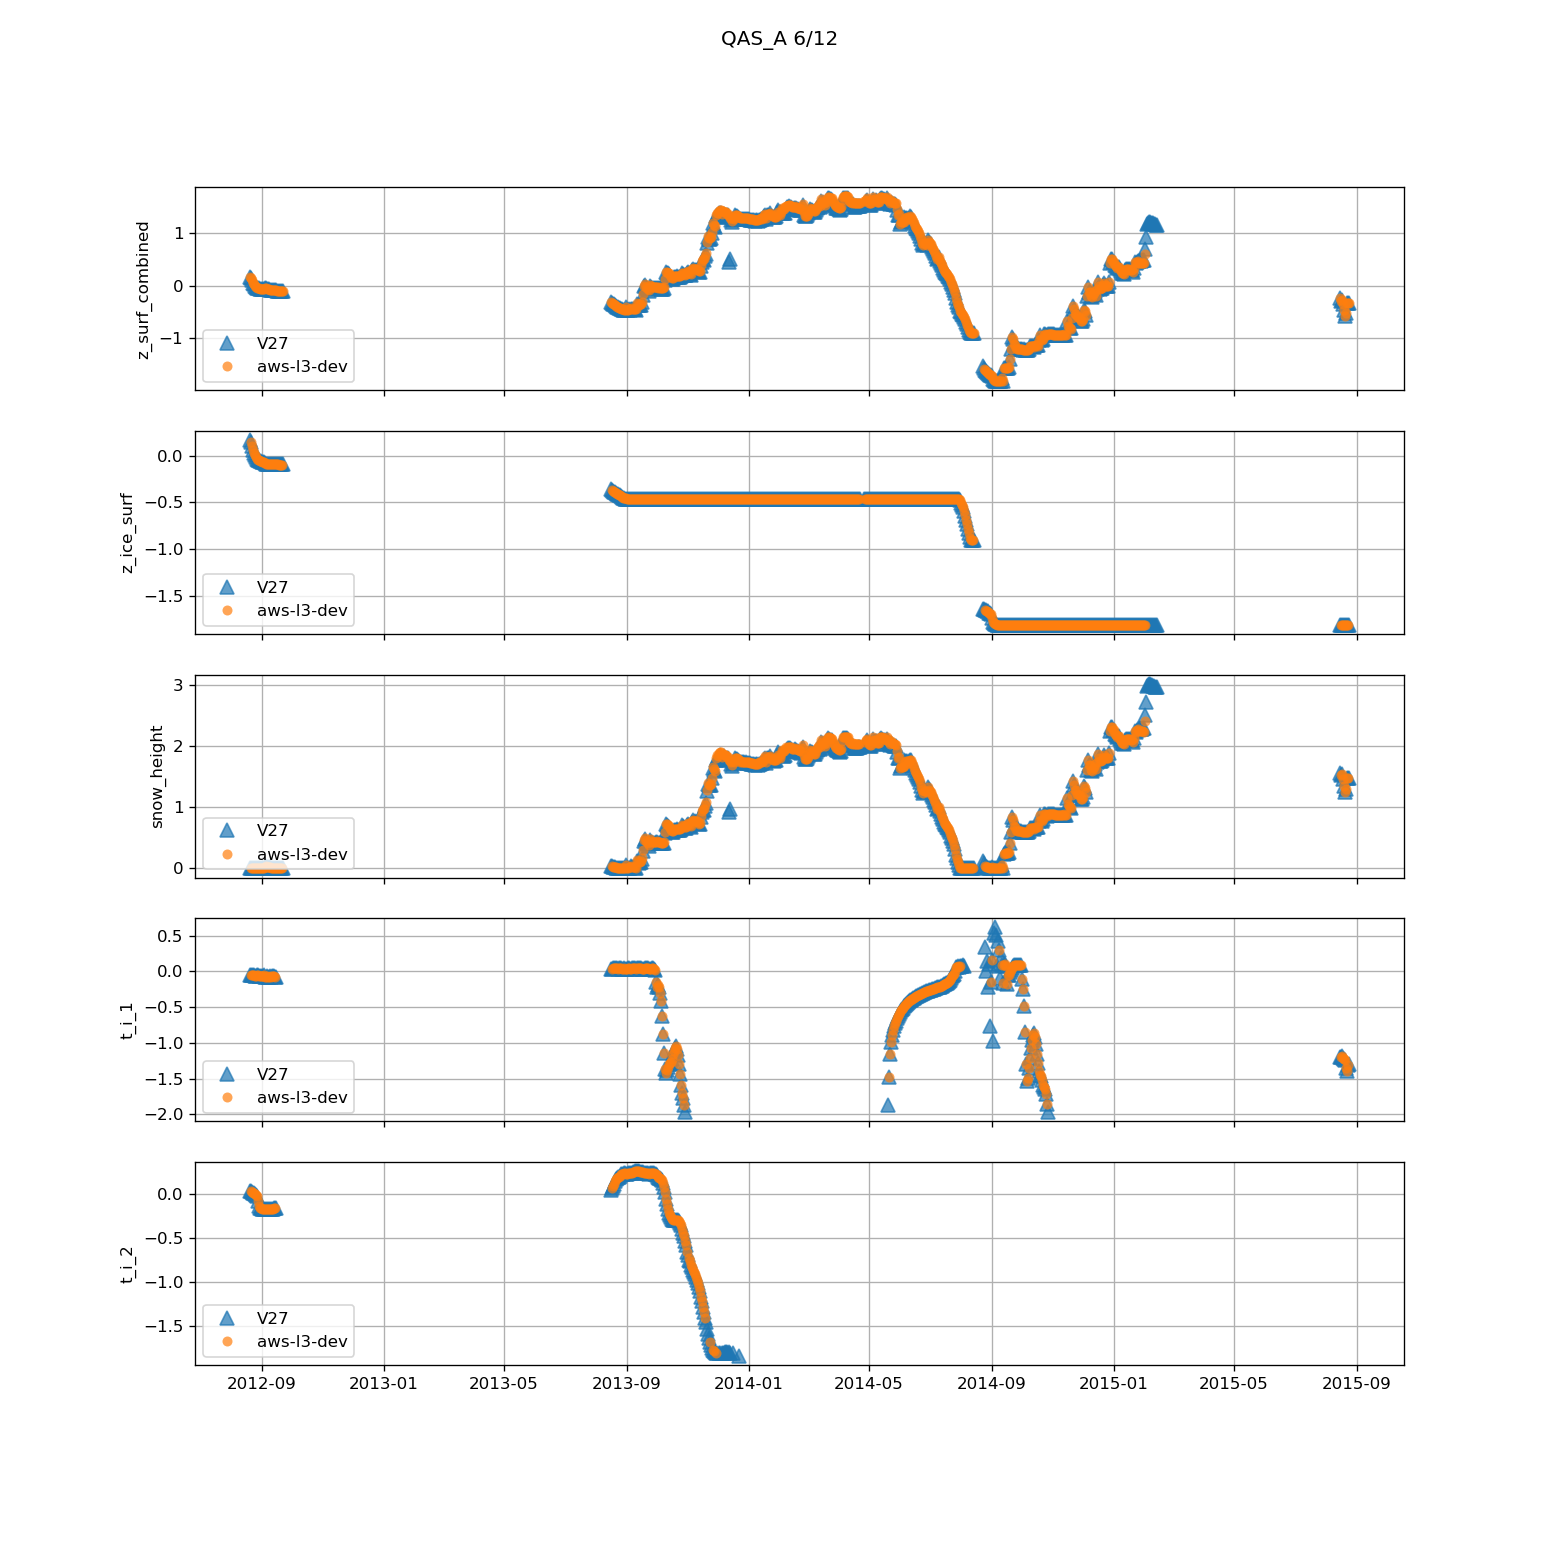 QAS_A 6/12
z_surf_combined
1
0
−1
V27
aws-l3-dev
z_ice_surf
0.0
−0.5
−1.0
−1.5
V27
aws-l3-dev
snow_height
3
2
1
0
V27
aws-l3-dev
t_i_1
0.5
0.0
−0.5
−1.0
−1.5
−2.0
V27
aws-l3-dev
t_i_2
0.0
−0.5
−1.0
−1.5
V27
aws-l3-dev
2012-09 2013-01 2013-05 2013-09 2014-01 2014-05 2014-09 2015-01 2015-05 2015-09